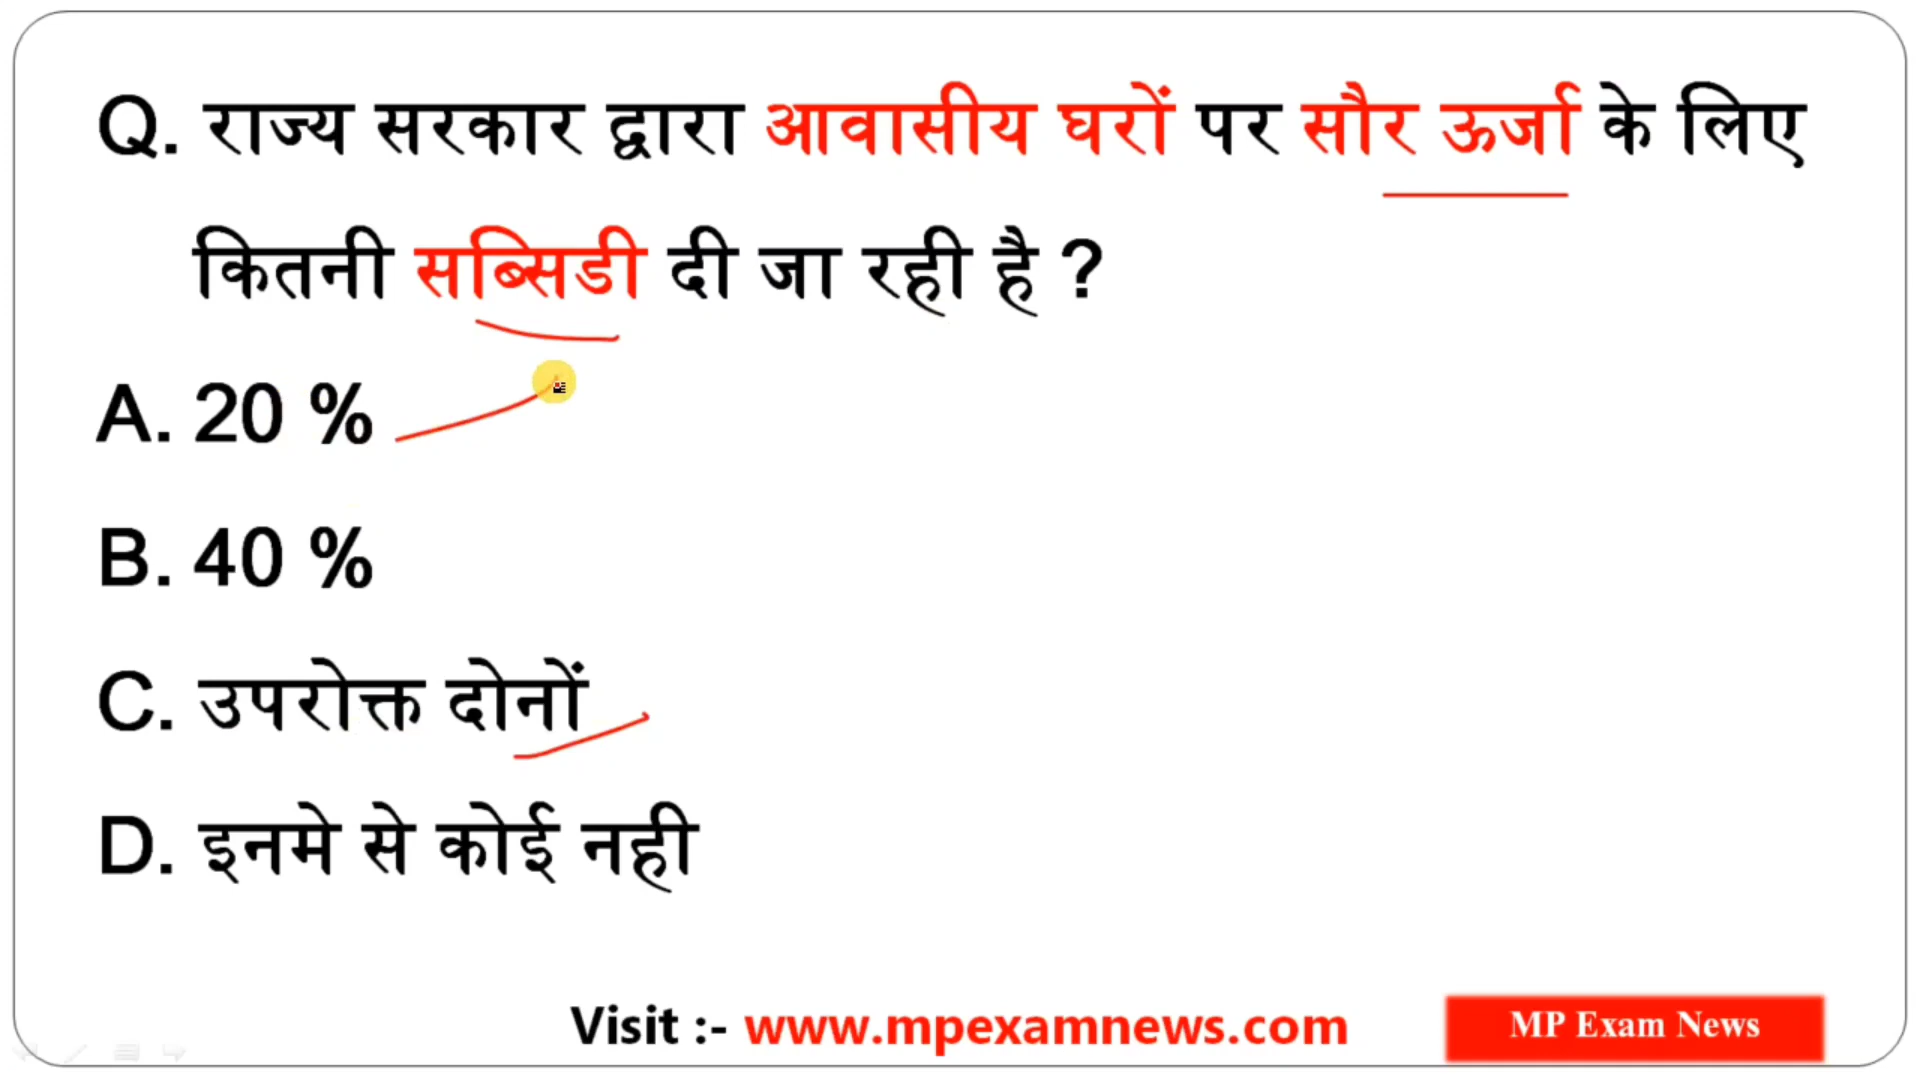 Q. राज्य सरकार द्वारा आवासीय घरों पर सौर ऊर्जा के लिए
कितनी सब्सिडी दी जा रही है ?
A. 20 %
B. 40 %
C. उपरोक्त दोनों
D. इनमे से कोई नही
Visit :- www.mpexamnews.com
MP Exam News